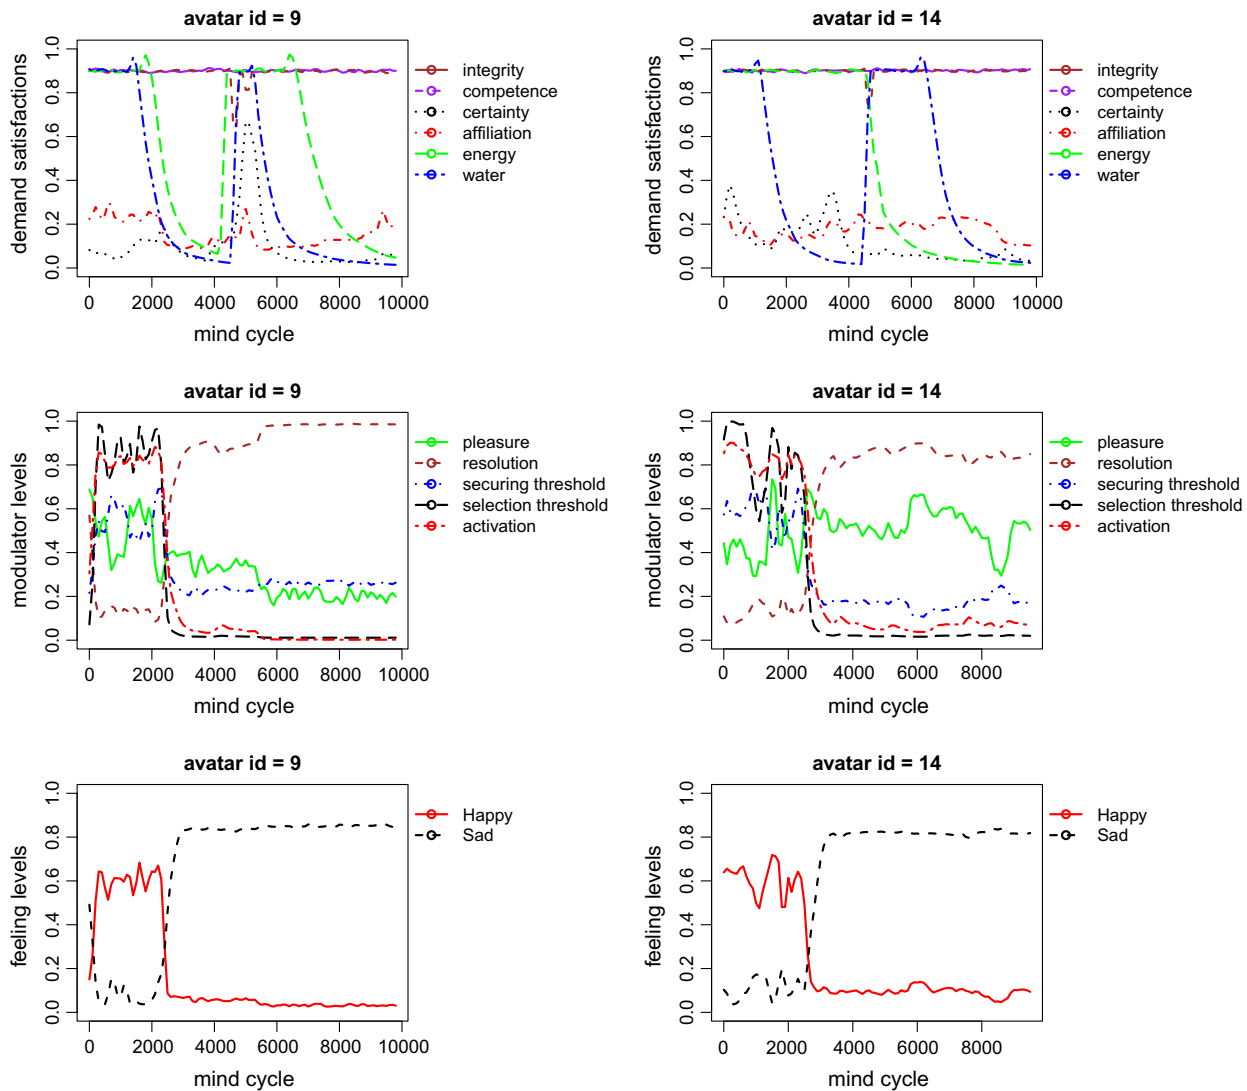 avatar id = 9
demand satisfactions
0.0 0.2 0.4 0.6 0.8 1.0
0 2000 4000 6000 8000 10000
mind cycle
integrity
competence
certainty
affiliation
energy
water
avatar id = 14
demand satisfactions
0.0 0.2 0.4 0.6 0.8 1.0
0 2000 4000 6000 8000 10000
mind cycle
integrity
competence
certainty
affiliation
energy
water
avatar id = 9
modulator levels
0.0 0.2 0.4 0.6 0.8 1.0
0 2000 4000 6000 8000 10000
mind cycle
pleasure
resolution
securing threshold
selection threshold
activation
avatar id = 14
modulator levels
0.0 0.2 0.4 0.6 0.8 1.0
0 2000 4000 6000 8000
mind cycle
pleasure
resolution
securing threshold
selection threshold
activation
avatar id = 9
feeling levels
0.0 0.2 0.4 0.6 0.8 1.0
0 2000 4000 6000 8000 10000
mind cycle
Happy
Sad
avatar id = 14
feeling levels
0.0 0.2 0.4 0.6 0.8 1.0
0 2000 4000 6000 8000
mind cycle
Happy
Sad